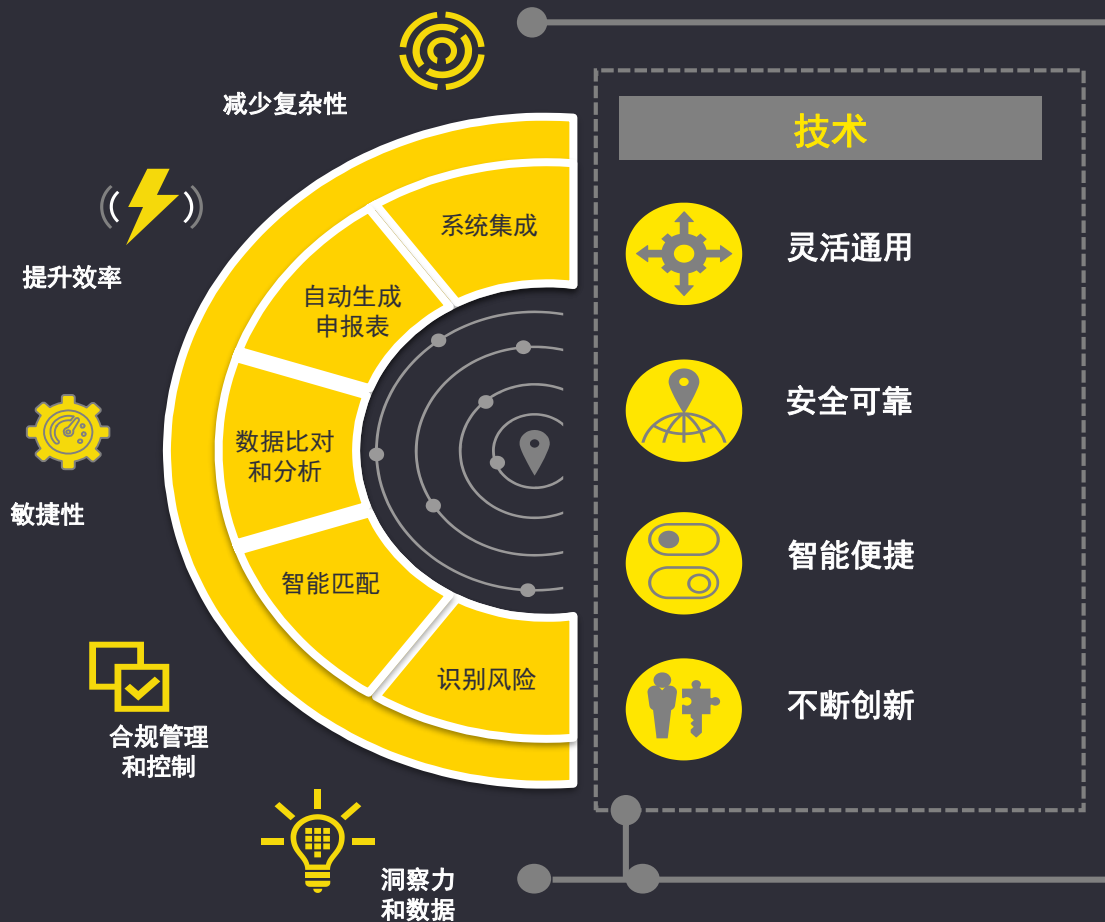 减少复杂性
提升效率
敏捷性
合规管理
和控制
洞察力
和数据
系统集成
自动生成
申报表
数据比对
和分析
智能匹配
识别风险
技术
灵活通用
安全可靠
智能便捷
不断创新